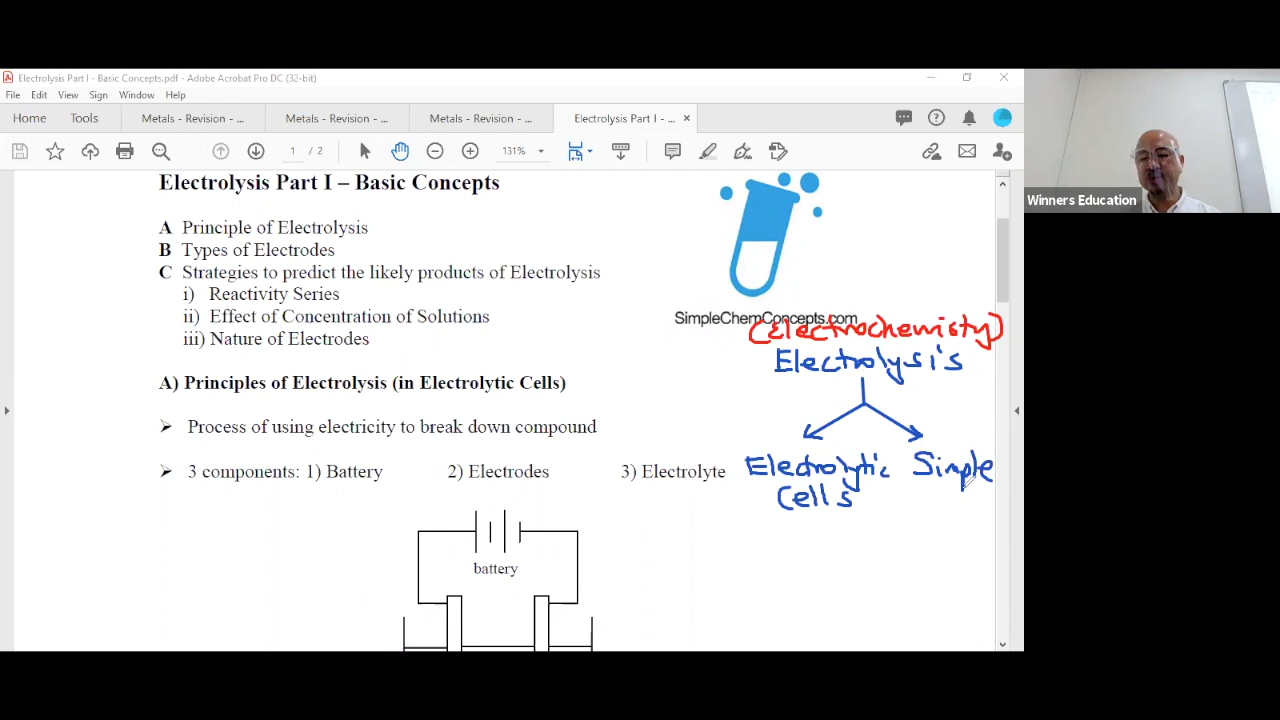 Electrolysis Part I - Basic Concepts.pdf - Adobe Acrobat Pro DC (32-bit)
File Edit View Sign Window Help
Home Tools Metals - Revision - ... Metals - Revision - ... Metals - Revision - ... Electrolysis Part I - ... ×
1 / 2 131%
Winners Education
Electrolysis Part I – Basic Concepts
A Principle of Electrolysis
B Types of Electrodes
C Strategies to predict the likely products of Electrolysis
i) Reactivity Series
ii) Effect of Concentration of Solutions
iii) Nature of Electrodes
SimpleChemConcepts.com
(Electrochemisty)
Electrolysis
A) Principles of Electrolysis (in Electrolytic Cells)
➢ Process of using electricity to break down compound
➢ 3 components: 1) Battery 2) Electrodes 3) Electrolyte
Electrolytic Simple
Cells
battery